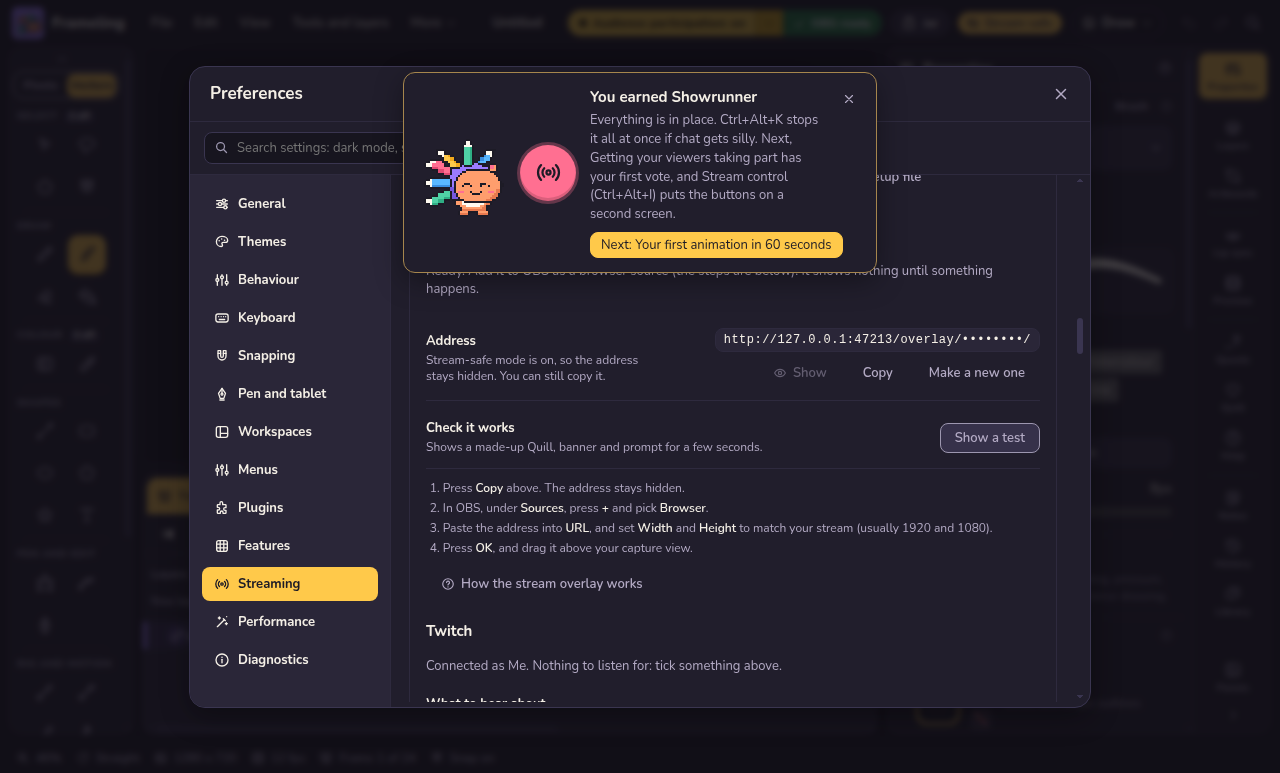 Preferences
You earned Showrunner
Everything is in place. Ctrl+Alt+K stops
it all at once if chat gets silly. Next,
Getting your viewers taking part has
your first vote, and Stream control
(Ctrl+Alt+I) puts the buttons on a
second screen.
Next: Your first animation in 60 seconds
Search settings: dark mode, s
General
Themes
Behaviour
Keyboard
Snapping
Pen and tablet
Workspaces
Menus
Plugins
Features
Streaming
Performance
Diagnostics
etup file
Ready. Add it to OBS as a browser source (the steps are below). It shows nothing until something
happens.
Address
Stream-safe mode is on, so the address
stays hidden. You can still copy it.
http://127.0.0.1:47213/overlay/••••••••/
Show
Copy
Make a new one
Check it works
Shows a made-up Quill, banner and prompt for a few seconds.
Show a test
1. Press Copy above. The address stays hidden.
2. In OBS, under Sources, press + and pick Browser.
3. Paste the address into URL, and set Width and Height to match your stream (usually 1920 and 1080).
4. Press OK, and drag it above your capture view.
How the stream overlay works
Twitch
Connected as Me. Nothing to listen for: tick something above.
What to hear about